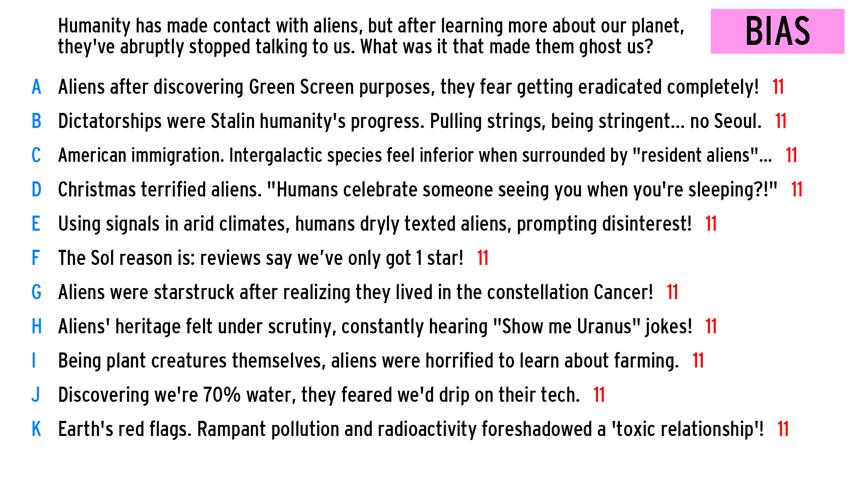 Humanity has made contact with aliens, but after learning more about our planet,
they've abruptly stopped talking to us. What was it that made them ghost us?
BIAS
A Aliens after discovering Green Screen purposes, they fear getting eradicated completely! 11
B Dictatorships were Stalin humanity's progress. Pulling strings, being stringent... no Seoul. 11
C American immigration. Intergalactic species feel inferior when surrounded by "resident aliens"... 11
D Christmas terrified aliens. "Humans celebrate someone seeing you when you're sleeping?!" 11
E Using signals in arid climates, humans dryly texted aliens, prompting disinterest! 11
F The Sol reason is: reviews say we’ve only got 1 star! 11
G Aliens were starstruck after realizing they lived in the constellation Cancer! 11
H Aliens' heritage felt under scrutiny, constantly hearing "Show me Uranus" jokes! 11
I Being plant creatures themselves, aliens were horrified to learn about farming. 11
J Discovering we're 70% water, they feared we'd drip on their tech. 11
K Earth's red flags. Rampant pollution and radioactivity foreshadowed a 'toxic relationship'! 11